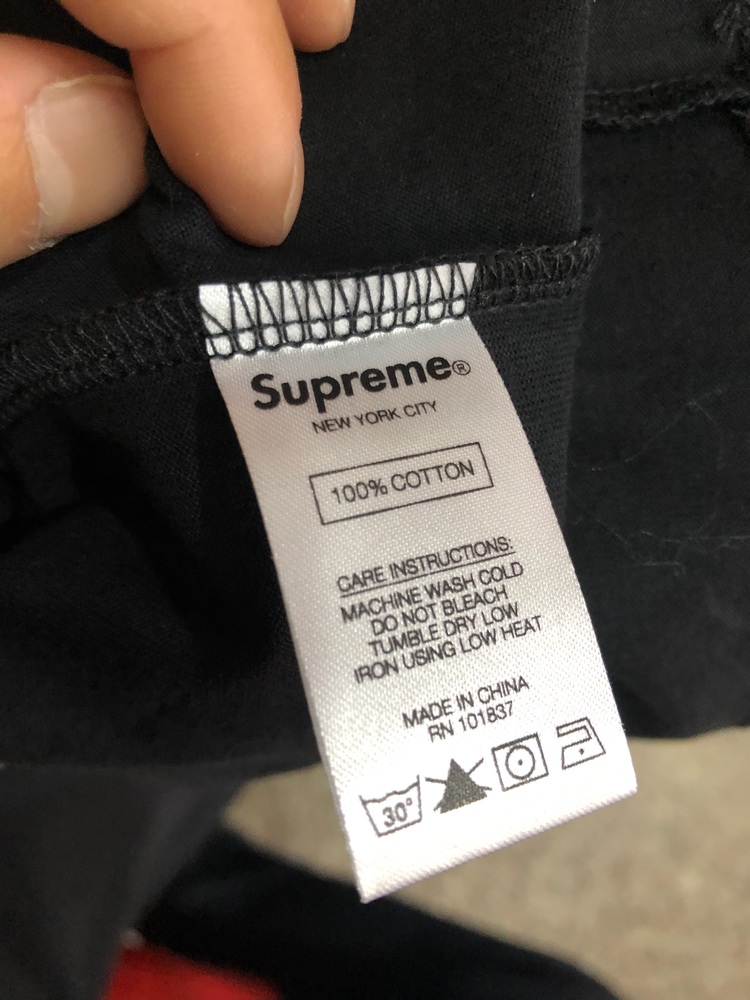 Supreme®
NEW YORK CITY
100% COTTON
CARE INSTRUCTIONS:
MACHINE WASH COLD
DO NOT BLEACH
TUMBLE DRY LOW
IRON USING LOW HEAT
MADE IN CHINA
RN 101837
30°